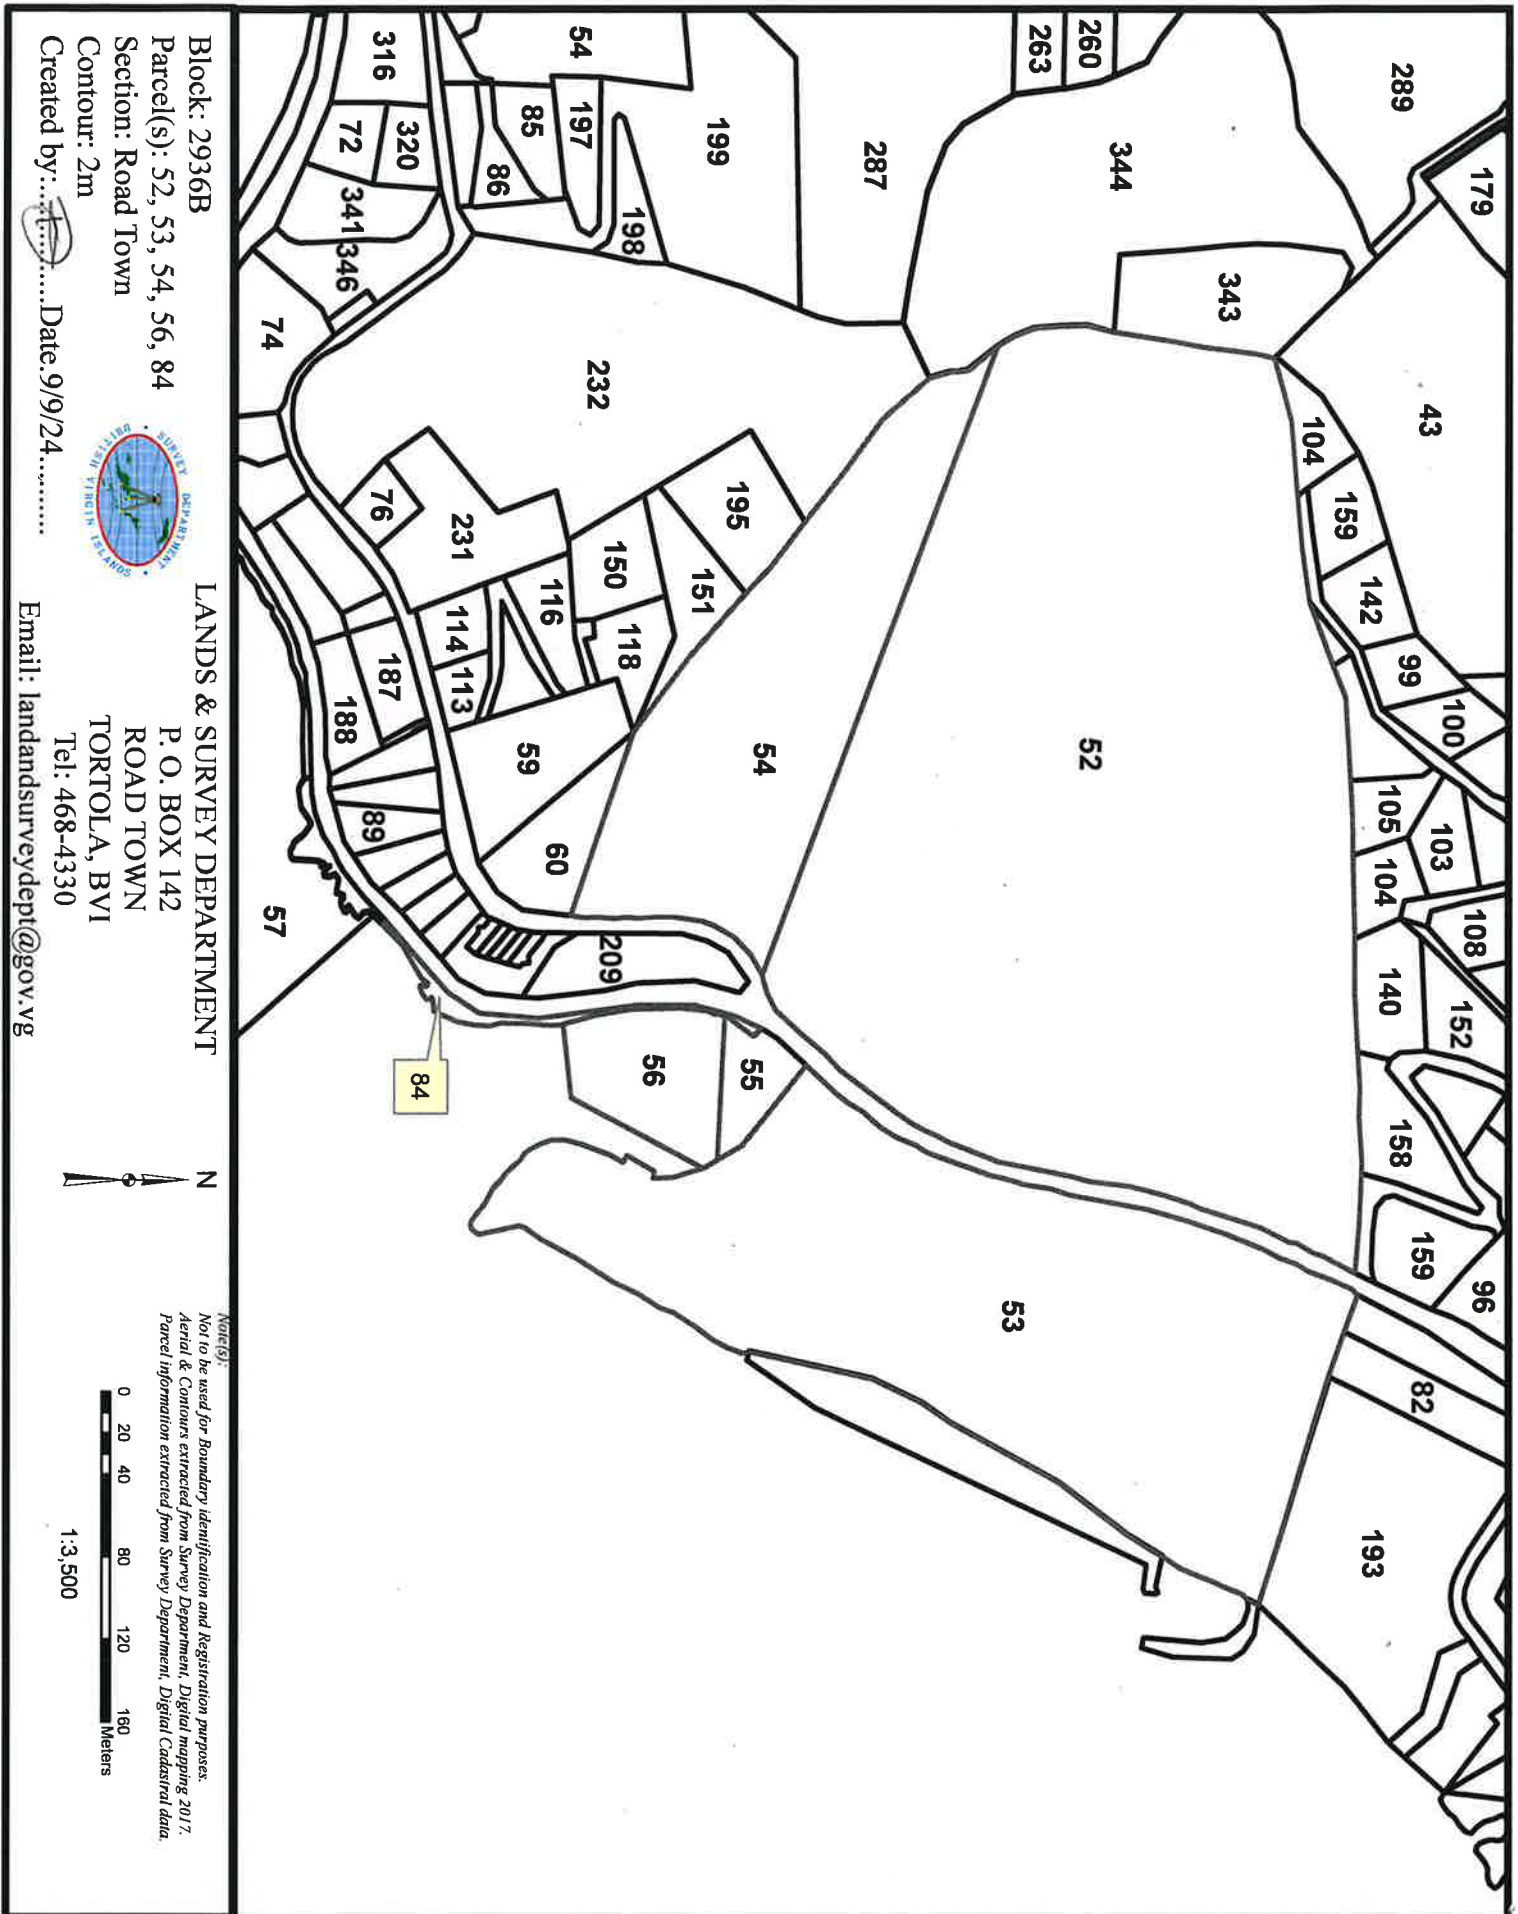 289
179
260
263
54
344
43
199
287
343
316
197
85
320
72
86
198
341
346
74
232
104
159
142
99
100
195
76
231
150
151
116
118
114
113
187
188
59
54
52
105
103
104
108
60
89
209
140
152
57
56
55
158
84
159
96
53
82
193
Block: 2936B
Parcel(s): 52, 53, 54, 56, 84
Section: Road Town
Contour: 2m
Created by:
Date.9/9/24
SURVEY DEPARTMENT
BRITISH VIRGIN ISLANDS
LANDS & SURVEY DEPARTMENT
P. O. BOX 142
ROAD TOWN
TORTOLA, BVI
Tel: 468-4330
Email: landandsurveydept@gov.vg
N
Note(s):
Not to be used for Boundary identification and Registration purposes.
Aerial & Contours extracted from Survey Department, Digital mapping 2017.
Parcel information extracted from Survey Department, Digital Cadastral data.
0 20 40 80 120 160
Meters
1:3,500